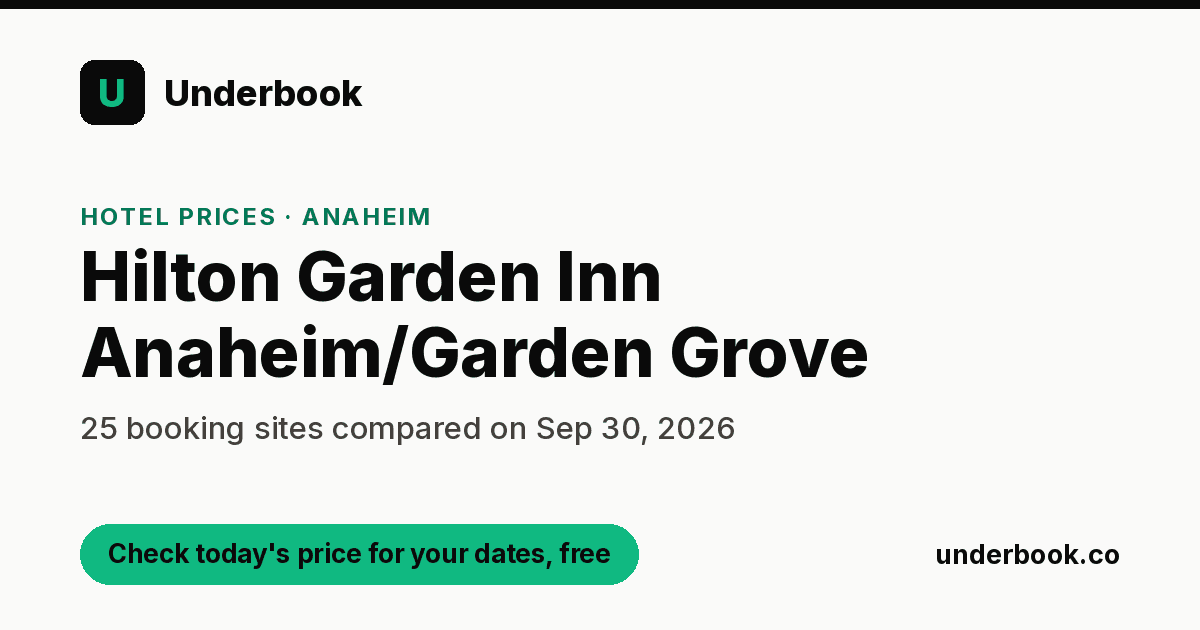 U Underbook
HOTEL PRICES · ANAHEIM
Hilton Garden Inn
Anaheim/Garden Grove
25 booking sites compared on Sep 30, 2026
Check today's price for your dates, free
underbook.co